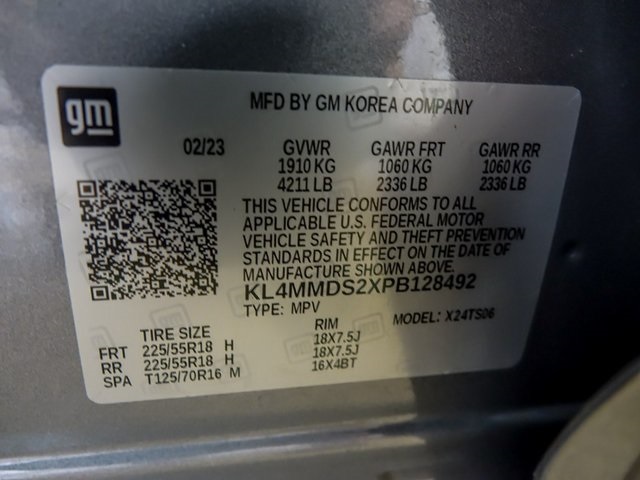 gm
MFD BY GM KOREA COMPANY
02/23 GVWR GAWR FRT GAWR RR
1910 KG 1060 KG 1060 KG
4211 LB 2336 LB 2336 LB
THIS VEHICLE CONFORMS TO ALL
APPLICABLE U.S. FEDERAL MOTOR
VEHICLE SAFETY AND THEFT PREVENTION
STANDARDS IN EFFECT ON THE DATE OF
MANUFACTURE SHOWN ABOVE.
KL4MMDS2XPB128492
TYPE: MPV MODEL: X24TS06
TIRE SIZE RIM
FRT 225/55R18 H 18X7.5J
RR 225/55R18 H 18X7.5J
SPA T125/70R16 M 16X4BT